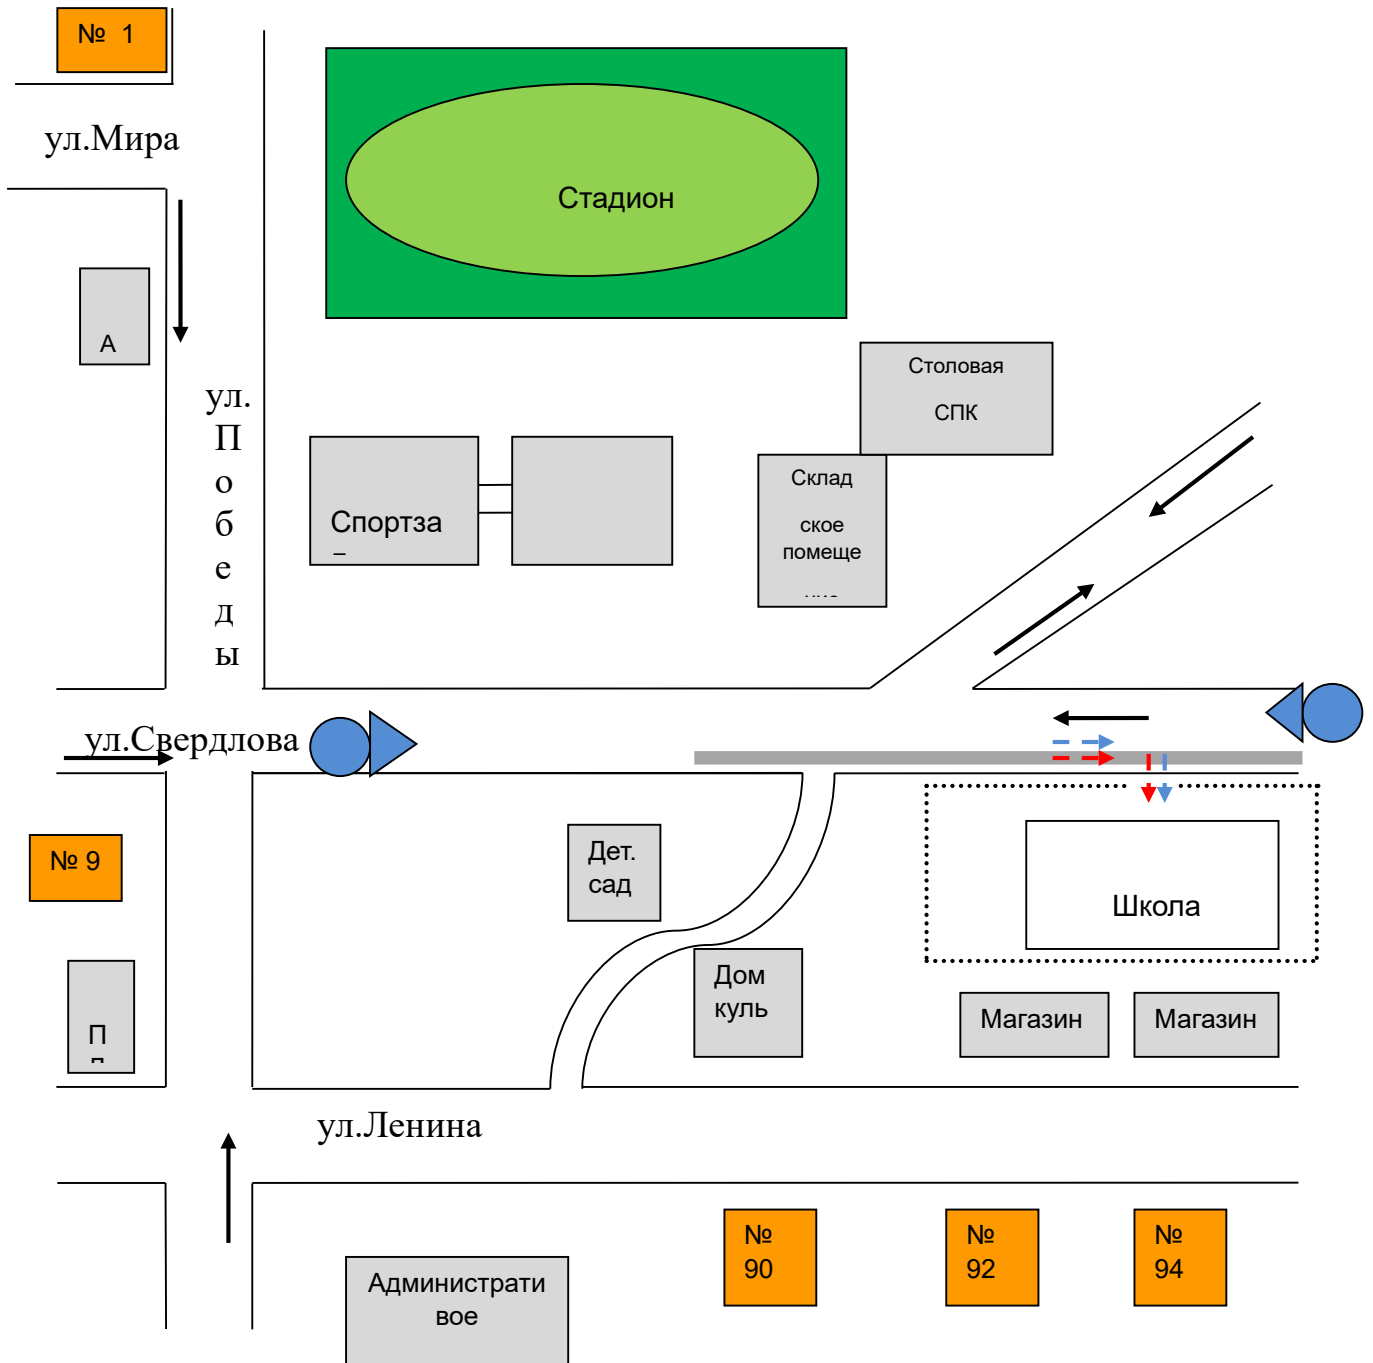 № 1
ул.Мира
Стадион
А
ул.
П
о
б
е
д
ы
Столовая
СПК
Спортза
Склад
ское
помеще
ул.Свердлова
№ 9
Дет.
сад
Школа
Дом
куль
Магазин
Магазин
П
ул.Ленина
№
90
№
92
№
94
Административое
вое